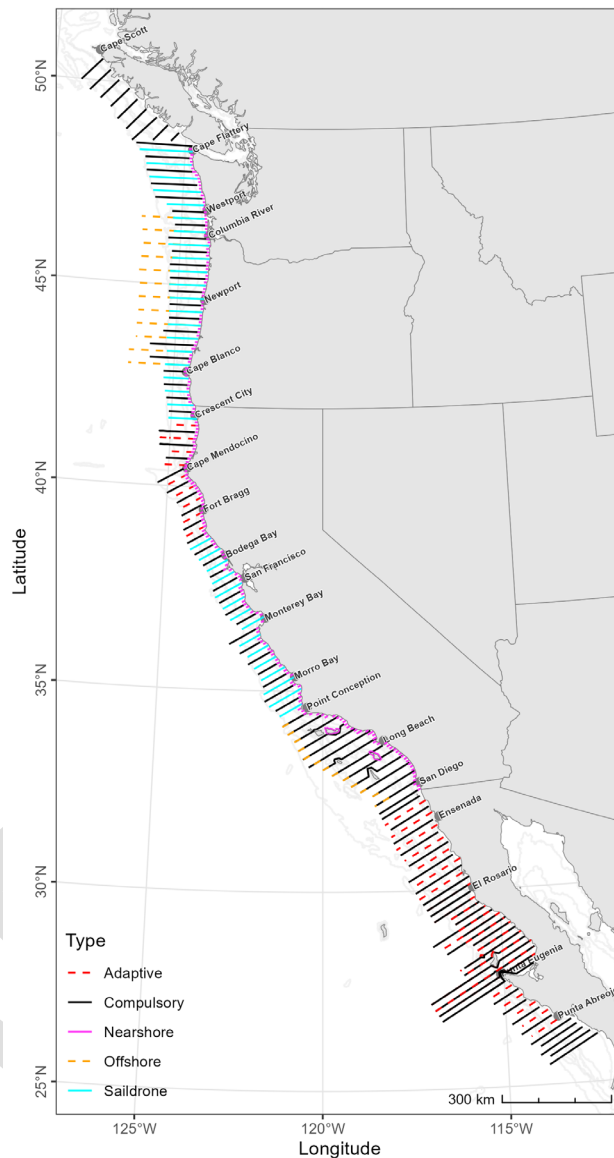 Cape Scott
50°N
Cape Flattery
Westport
Columbia River
45°N
Newport
Cape Blanco
Crescent City
Cape Mendocino
40°N
Fort Bragg
Bodega Bay
San Francisco
Monterey Bay
Latitude
35°N
Morro Bay
Point Conception
Long Beach
San Diego
Ensenada
30°N
El Rosario
Eugenia
Punta Abreoj
Type
Adaptive
Compulsory
Nearshore
Offshore
Saildrone
25°N
300 km
125°W
120°W
115°W
Longitude